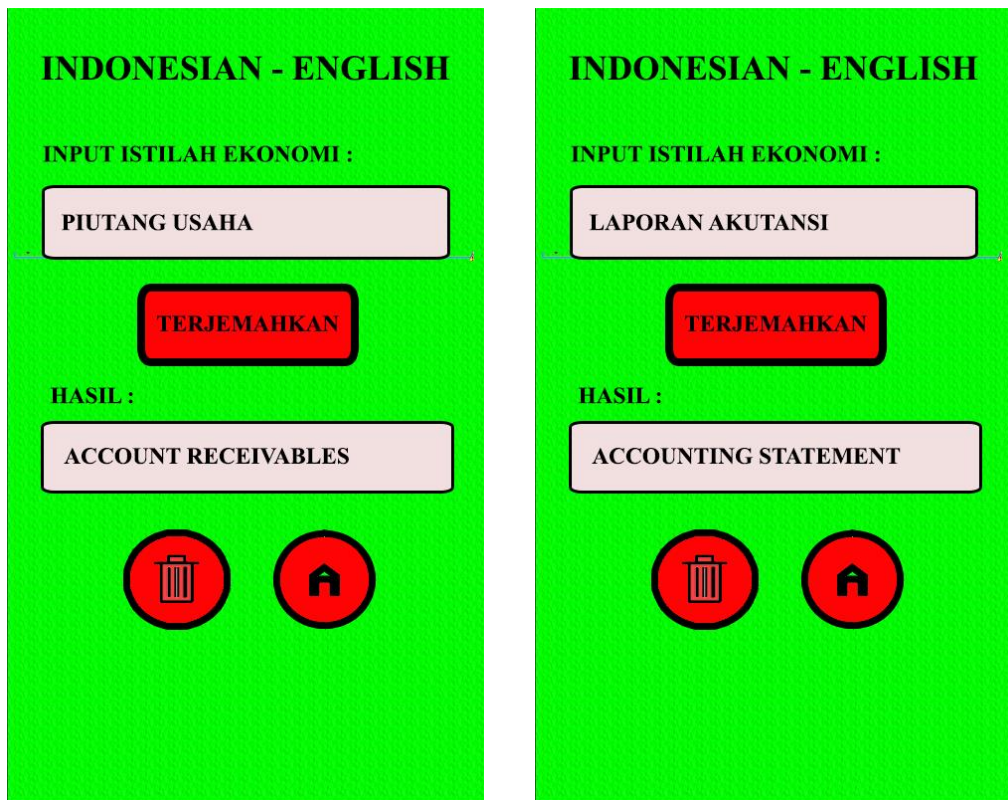 INDONESIAN - ENGLISH
INPUT ISTILAH EKONOMI :
PIUTANG USAHA
TERJEMAHKAN
HASIL :
ACCOUNT RECEIVABLES
INDONESIAN - ENGLISH
INPUT ISTILAH EKONOMI :
LAPORAN AKUTANSI
TERJEMAHKAN
HASIL :
ACCOUNTING STATEMENT